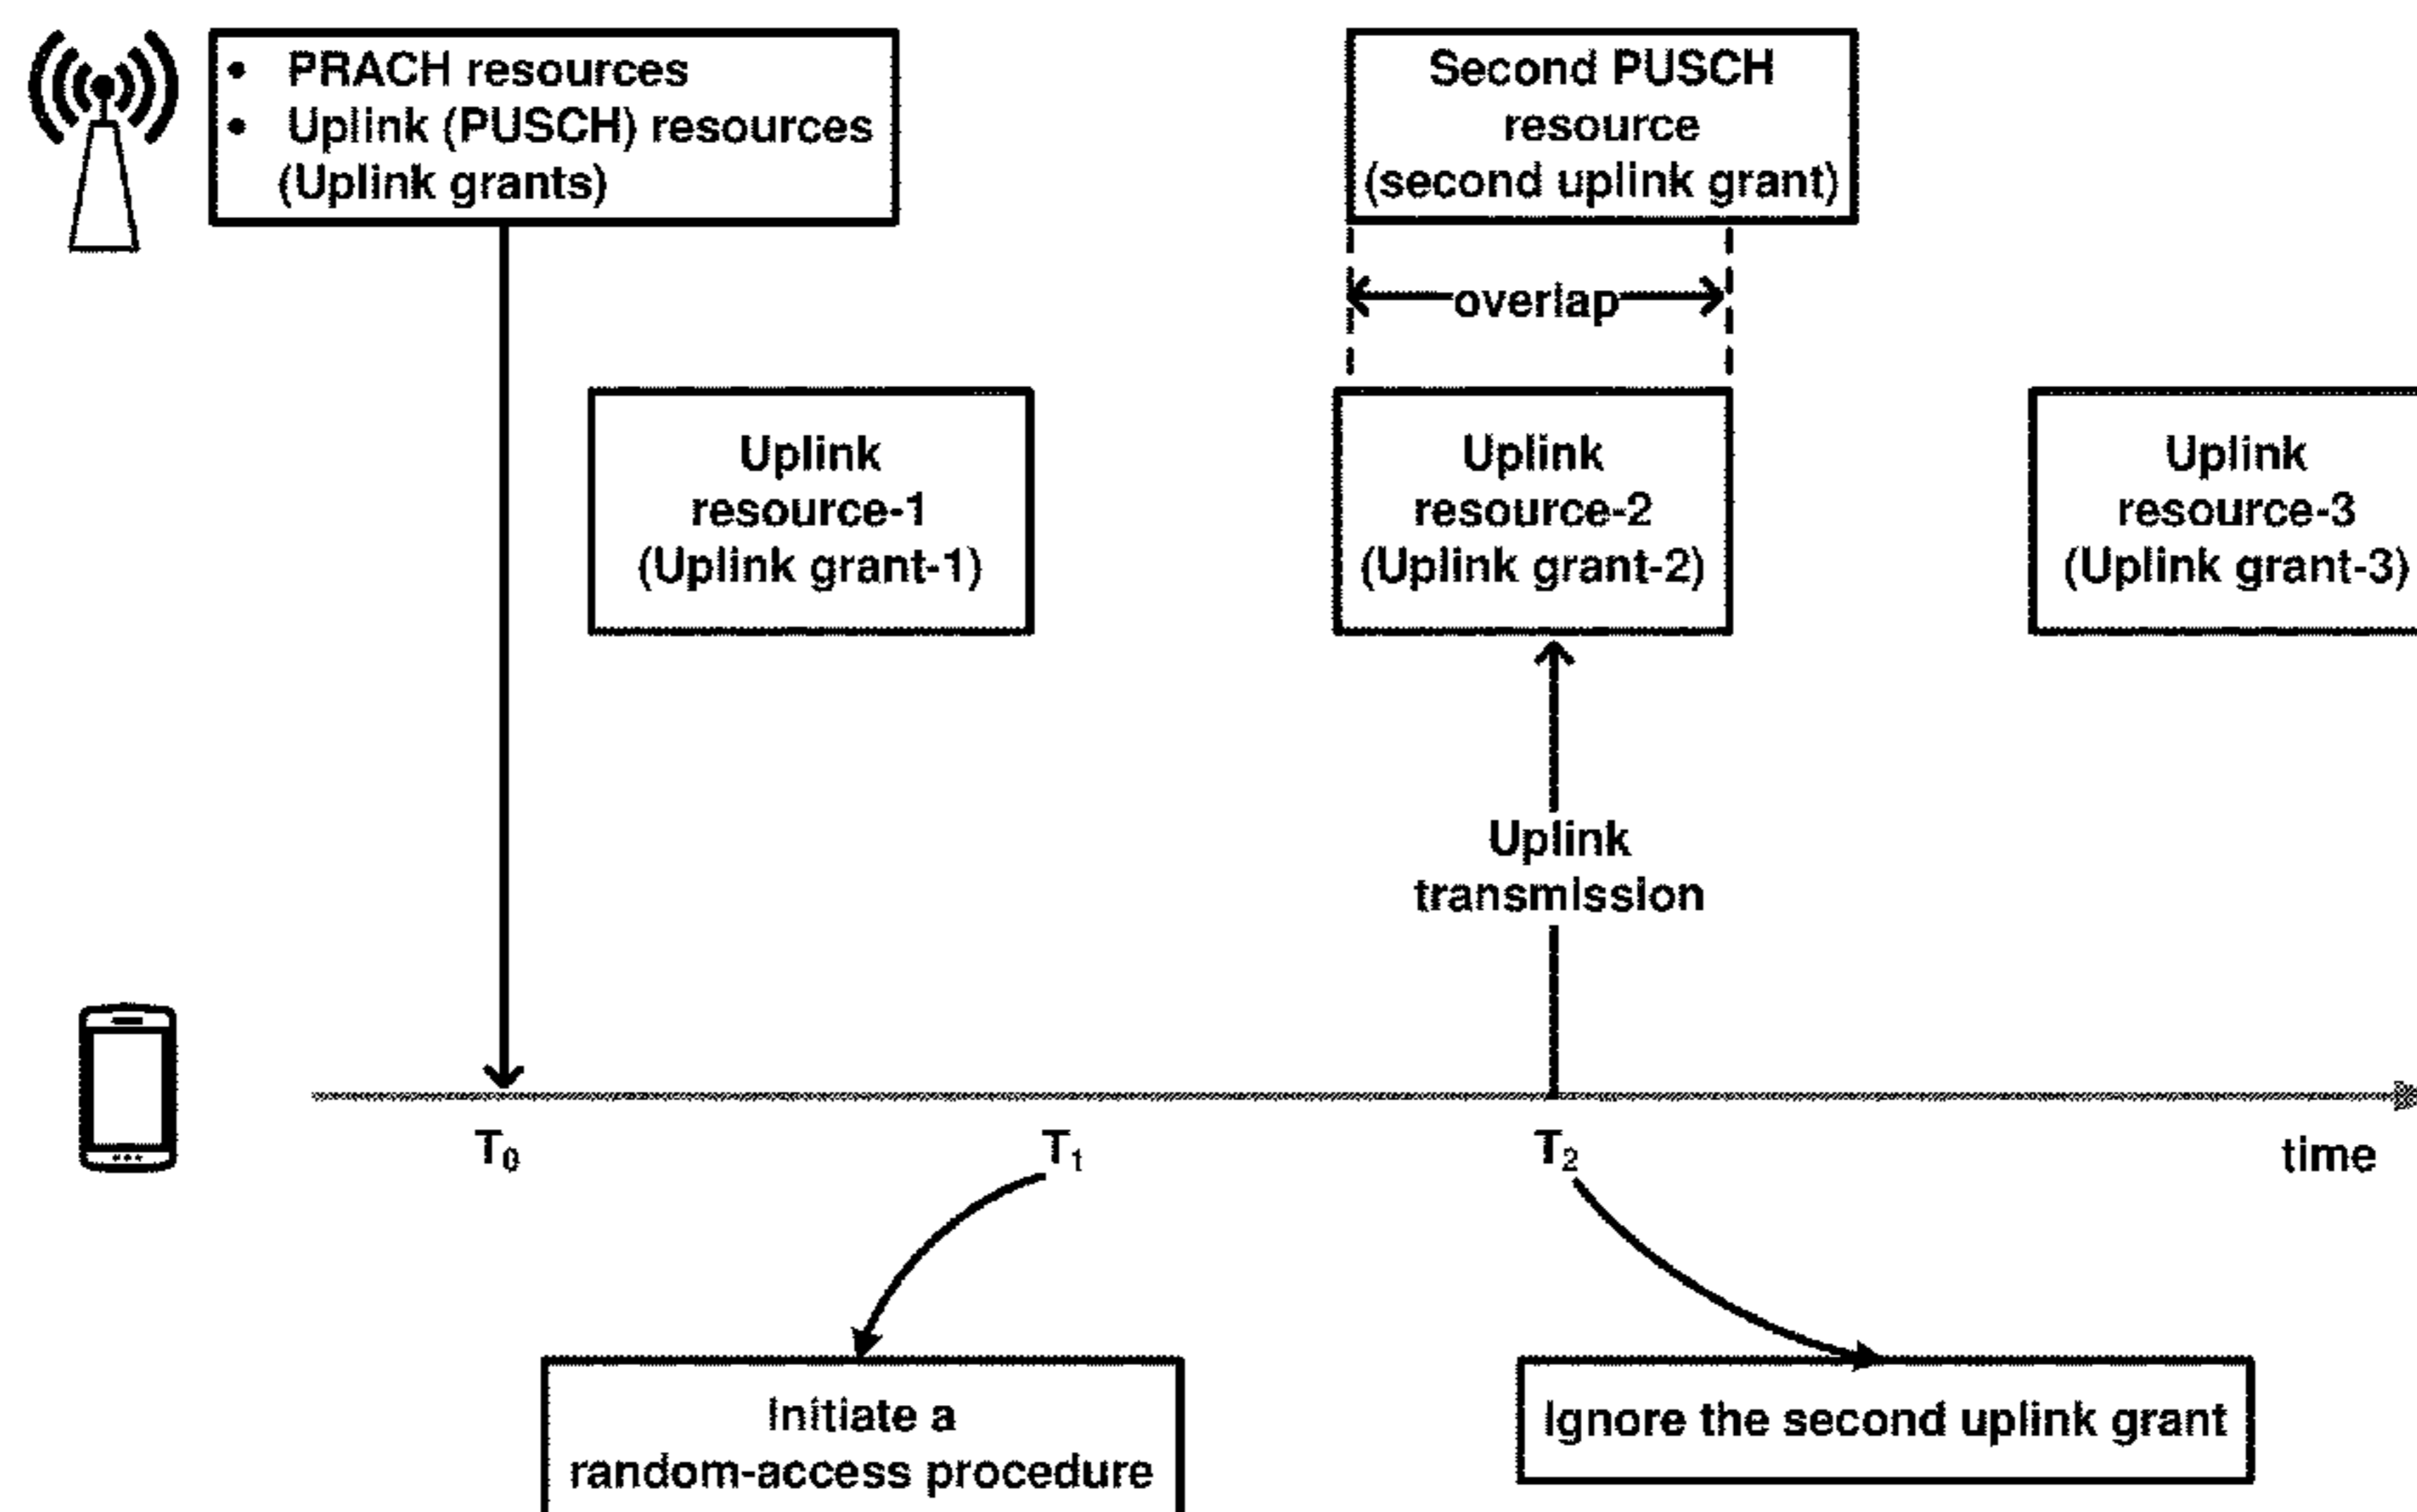 • PRACH resources
• Uplink (PUSCH) resources
(Uplink grants)
Second PUSCH
resource
(second uplink grant)
overlap
Uplink
resource-1
(Uplink grant-1)
Uplink
resource-2
(Uplink grant-2)
Uplink
resource-3
(Uplink grant-3)
Uplink
transmission
T₀
T₁
T₂
time
Initiate a
random-access procedure
Ignore the second uplink grant